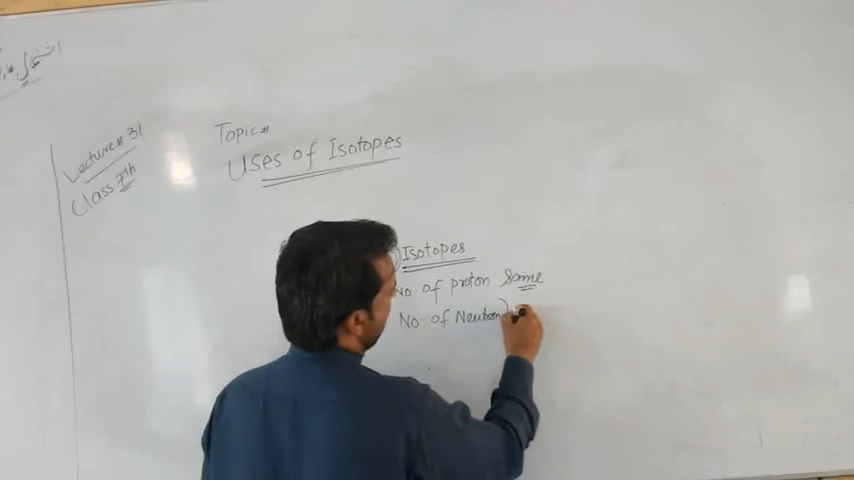 Lecture# 31
Class 7th
Topic#
Uses of Isotopes
Isotopes
No of proton same
No. of Neutron